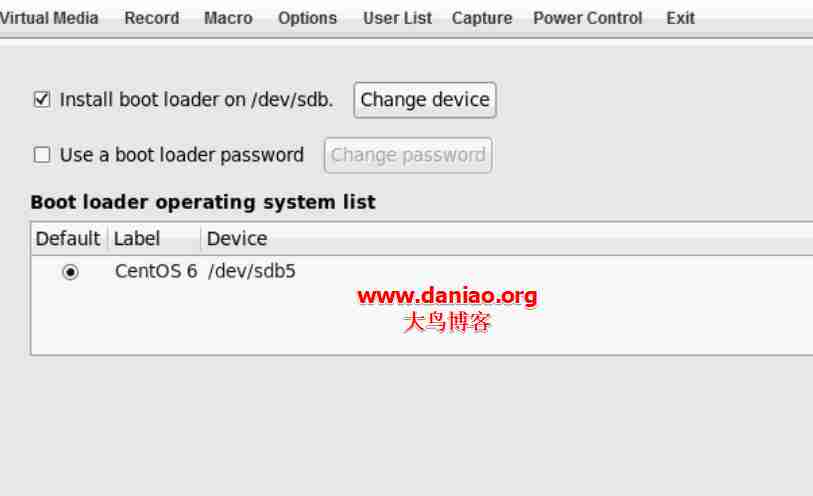 Virtual Media Record Macro Options User List Capture Power Control Exit
Install boot loader on /dev/sdb. Change device
Use a boot loader password Change password
Boot loader operating system list
Default Label Device
CentOS 6 /dev/sdb5
www.daniao.org
大鸟博客